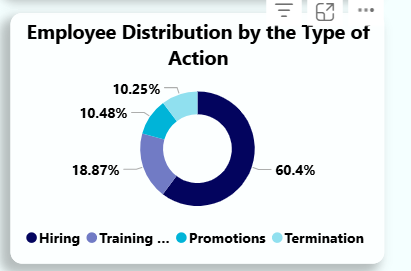 Employee Distribution by the Type of
Action
10.25%
10.48%
18.87%
60.4%
Hiring Training ... Promotions Termination